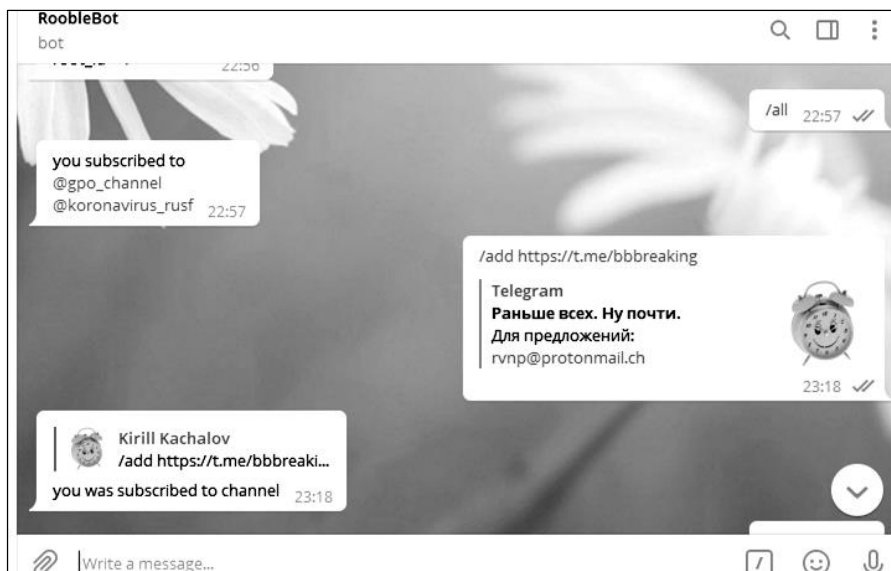 RoobleBot
bot
22:56
/all 22:57
you subscribed to
@gpo_channel
@koronavirus_rusf 22:57
/add https://t.me/bbbreaking
Telegram
Раньше всех. Ну почти.
Для предложений:
rvnp@protonmail.ch
23:18
Kirill Kachalov
/add https://t.me/bbbreaki...
you was subscribed to channel 23:18
Write a message...